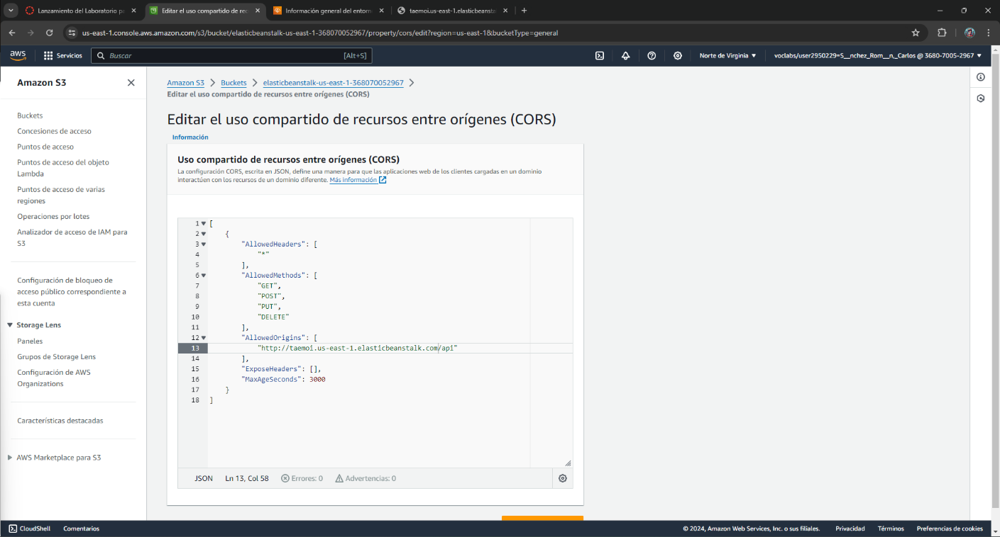 Lanzamiento del Laboratorio pa
Editar el uso compartido de rec
Información general del entorn
taemoi.us-east-1.elasticbeansta
us-east-1.console.aws.amazon.com/s3/bucket/elasticbeanstalk-us-east-1-368070052967/property/cors/edit?region=us-east-1&bucketType=general
aws
Servicios
Buscar
[Alt+S]
Norte de Virginia
voclabs/user2950229=S__nchez_Rom__n,_Carlos @ 3680-7005-2967
Amazon S3
Buckets
Concesiones de acceso
Puntos de acceso
Puntos de acceso del objeto
Lambda
Puntos de acceso de varias
regiones
Operaciones por lotes
Analizador de acceso de IAM para
S3
Configuración de bloqueo de
acceso público correspondiente a
esta cuenta
Storage Lens
Paneles
Grupos de Storage Lens
Configuración de AWS
Organizations
Características destacadas
AWS Marketplace para S3
Amazon S3 > Buckets > elasticbeanstalk-us-east-1-368070052967 >
Editar el uso compartido de recursos entre orígenes (CORS)
Editar el uso compartido de recursos entre orígenes (CORS)
Información
Uso compartido de recursos entre orígenes (CORS)
La configuración CORS, escrita en JSON, define una manera para que las aplicaciones web de los clientes cargadas en un dominio
interactúen con los recursos de un dominio diferente. Más información
1 [
2 {
3 "AllowedHeaders": [
4 "*"
5 ],
6 "AllowedMethods": [
7 "GET",
8 "POST",
9 "PUT",
10 "DELETE"
11 ],
12 "AllowedOrigins": [
13 "http://taemoi.us-east-1.elasticbeanstalk.com/api"
14 ],
15 "ExposeHeaders": [],
16 "MaxAgeSeconds": 3000
17 }
18 ]
JSON Ln 13, Col 58 Errores: 0 Advertencias: 0
CloudShell
Comentarios
© 2024, Amazon Web Services, Inc. o sus filiales.
Privacidad
Términos
Preferencias de cookies